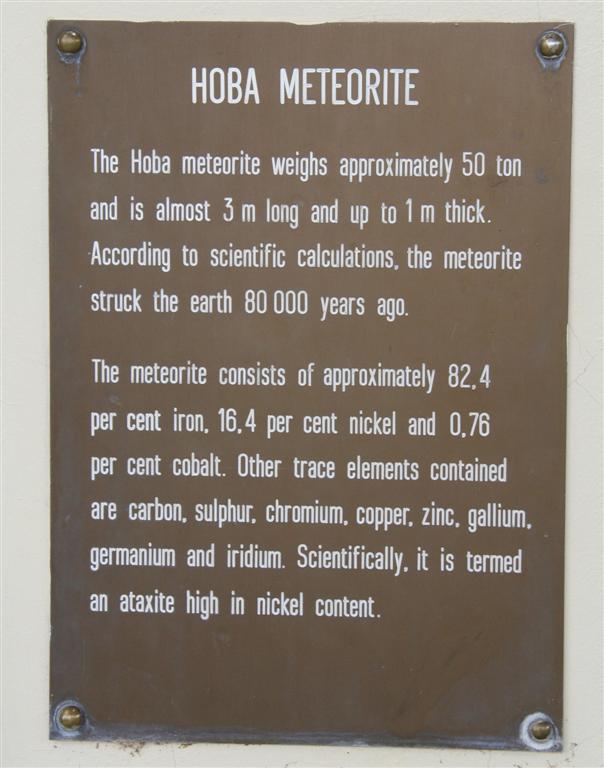 HOBA METEORITE
The Hoba meteorite weighs approximately 50 ton
and is almost 3 m long and up to 1 m thick.
According to scientific calculations, the meteorite
struck the earth 80 000 years ago.
The meteorite consists of approximately 82,4
per cent iron, 16,4 per cent nickel and 0,76
per cent cobalt. Other trace elements contained
are carbon, sulphur, chromium, copper, zinc, gallium,
germanium and iridium. Scientifically, it is termed
an ataxite high in nickel content.